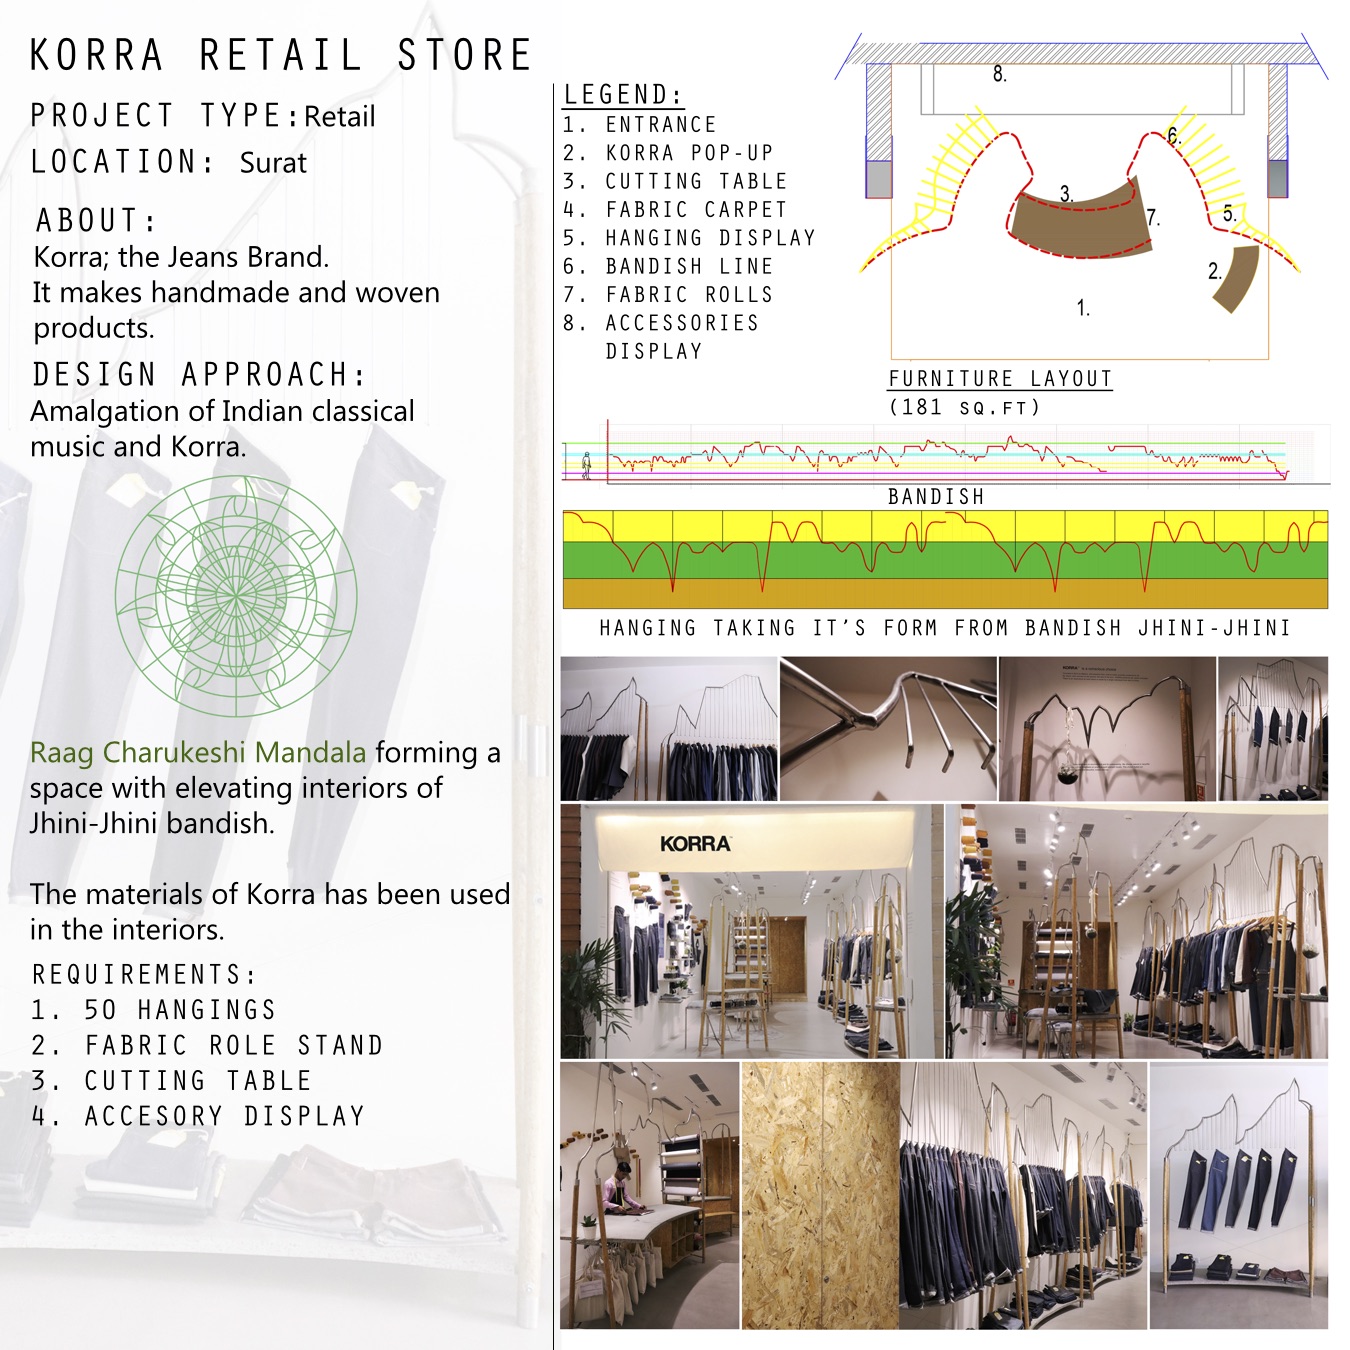 KORRA RETAIL STORE
PROJECT TYPE:Retail
LOCATION: Surat
ABOUT:
Korra; the Jeans Brand.
It makes handmade and woven
products.
DESIGN APPROACH:
Amalgation of Indian classical
music and Korra.
Raag Charukeshi Mandala forming a
space with elevating interiors of
Jhini-Jhini bandish.
The materials of Korra has been used
in the interiors.
REQUIREMENTS:
1. 50 HANGINGS
2. FABRIC ROLE STAND
3. CUTTING TABLE
4. ACCESORY DISPLAY
LEGEND:
1. ENTRANCE
2. KORRA POP-UP
3. CUTTING TABLE
4. FABRIC CARPET
5. HANGING DISPLAY
6. BANDISH LINE
7. FABRIC ROLLS
8. ACCESSORIES
DISPLAY
8.
6.
3.
7.
5.
2.
1.
FURNITURE LAYOUT
(181 SQ.FT)
BANDISH
HANGING TAKING IT'S FORM FROM BANDISH JHINI-JHINI
KORRA
KORRA